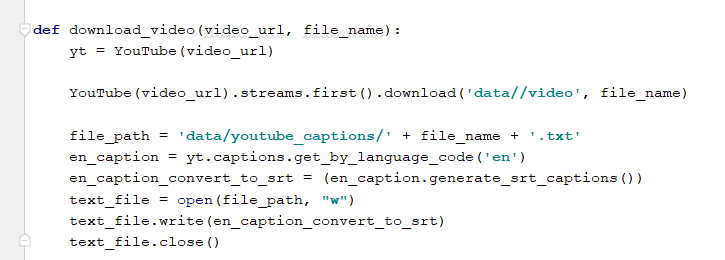 def download_video(video_url, file_name):
    yt = YouTube(video_url)

    YouTube(video_url).streams.first().download('data//video', file_name)

    file_path = 'data/youtube_captions/' + file_name + '.txt'
    en_caption = yt.captions.get_by_language_code('en')
    en_caption_convert_to_srt = (en_caption.generate_srt_captions())
    text_file = open(file_path, "w")
    text_file.write(en_caption_convert_to_srt)
    text_file.close()